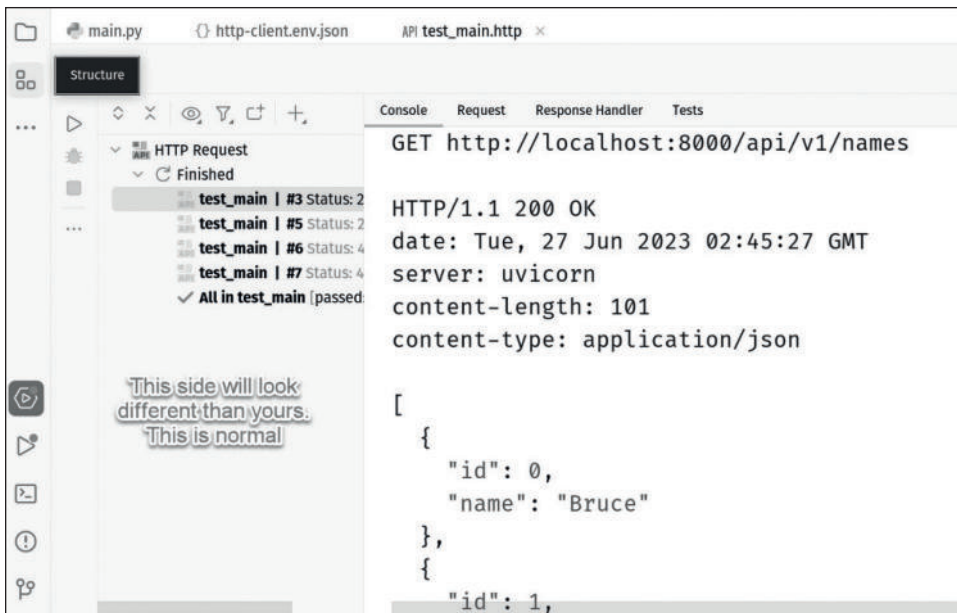 main.py {} http-client.env.json API test_main.http ×
Structure
Console Request Response Handler Tests
API HTTP Request
Finished
test_main | #3 Status: 2
test_main | #5 Status: 2
test_main | #6 Status: 4
test_main | #7 Status: 4
All in test_main [passed:
This side will look
different than yours.
This is normal
GET http://localhost:8000/api/v1/names
HTTP/1.1 200 OK
date: Tue, 27 Jun 2023 02:45:27 GMT
server: uvicorn
content-length: 101
content-type: application/json
[
{
"id": 0,
"name": "Bruce"
},
{
"id": 1,